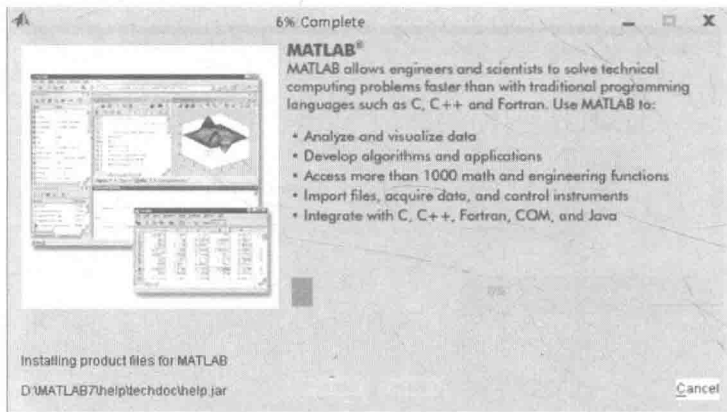 6% Complete
MATLAB®
MATLAB allows engineers and scientists to solve technical
computing problems faster than with traditional programming
languages such as C, C++ and Fortran. Use MATLAB to:
• Analyze and visualize data
• Develop algorithms and applications
• Access more than 1000 math and engineering functions
• Import files, acquire data, and control instruments
• Integrate with C, C++, Fortran, COM, and Java
Installing product files for MATLAB
D:\MATLAB7\help\techdoc\help.jar
Cancel